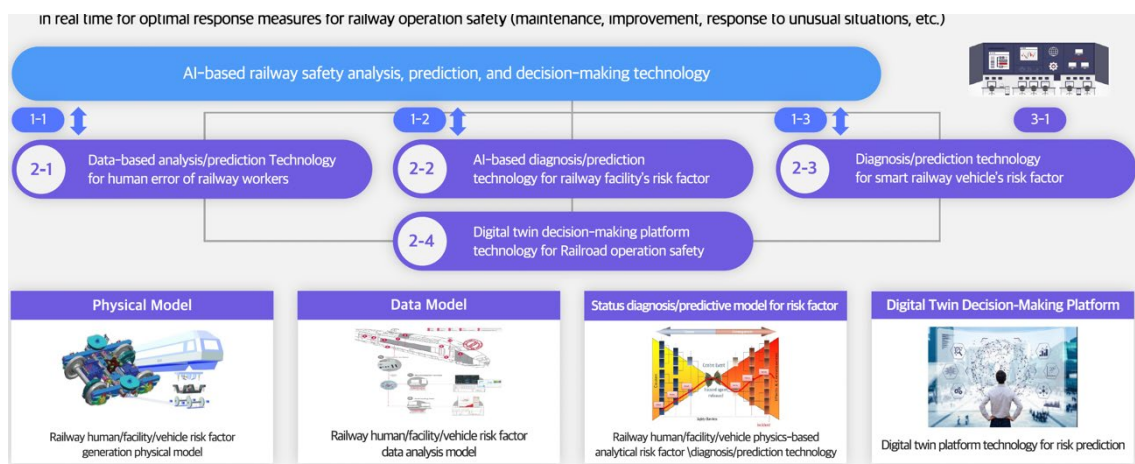 in real time for optimal response measures for railway operation safety (maintenance, improvement, response to unusual situations, etc.)
AI-based railway safety analysis, prediction, and decision-making technology
1-1
1-2
1-3
3-1
2-1
Data-based analysis/prediction Technology
for human error of railway workers
2-2
AI-based diagnosis/prediction
technology for railway facility's risk factor
2-3
Diagnosis/prediction technology
for smart railway vehicle's risk factor
2-4
Digital twin decision-making platform
technology for Railroad operation safety
Physical Model
Railway human/facility/vehicle risk factor
generation physical model
Data Model
Railway human/facility/vehicle risk factor
data analysis model
Status diagnosis/predictive model for risk factor
Railway human/facility/vehicle physics-based
analytical risk factor \diagnosis/prediction technology
Digital Twin Decision-Making Platform
Digital twin platform technology for risk prediction